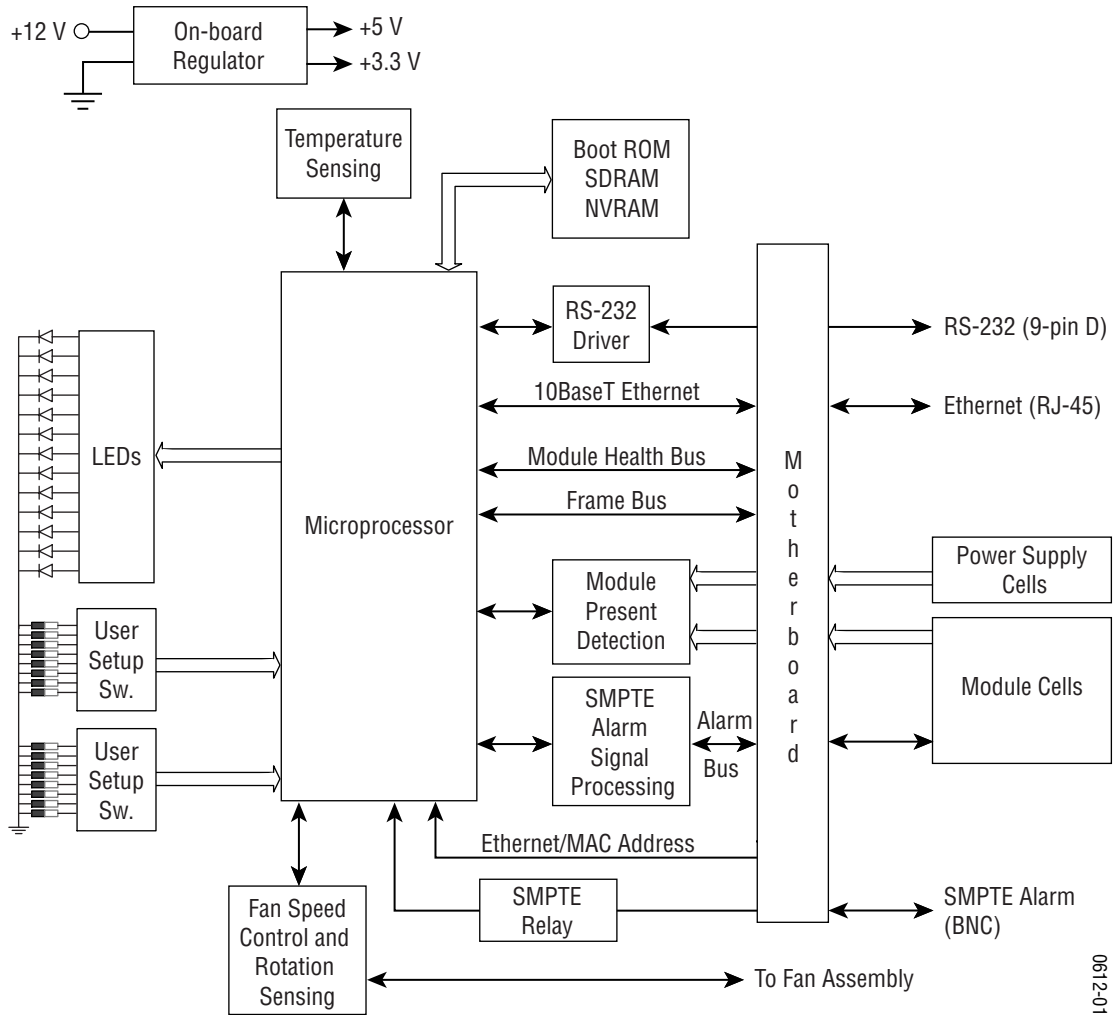 +12 V
On-board
Regulator
+5 V
+3.3 V
Temperature
Sensing
Boot ROM
SDRAM
NVRAM
RS-232
Driver
RS-232 (9-pin D)
10BaseT Ethernet
Ethernet (RJ-45)
LEDs
Module Health Bus
Microprocessor
Frame Bus
Motherboard
Module
Present
Detection
Power Supply
Cells
User
Setup
Sw.
Module Cells
SMPTE
Alarm
Signal
Processing
Alarm
Bus
User
Setup
Sw.
Ethernet/MAC Address
SMPTE
Relay
SMPTE Alarm
(BNC)
Fan Speed
Control and
Rotation
Sensing
To Fan Assembly
0612-01